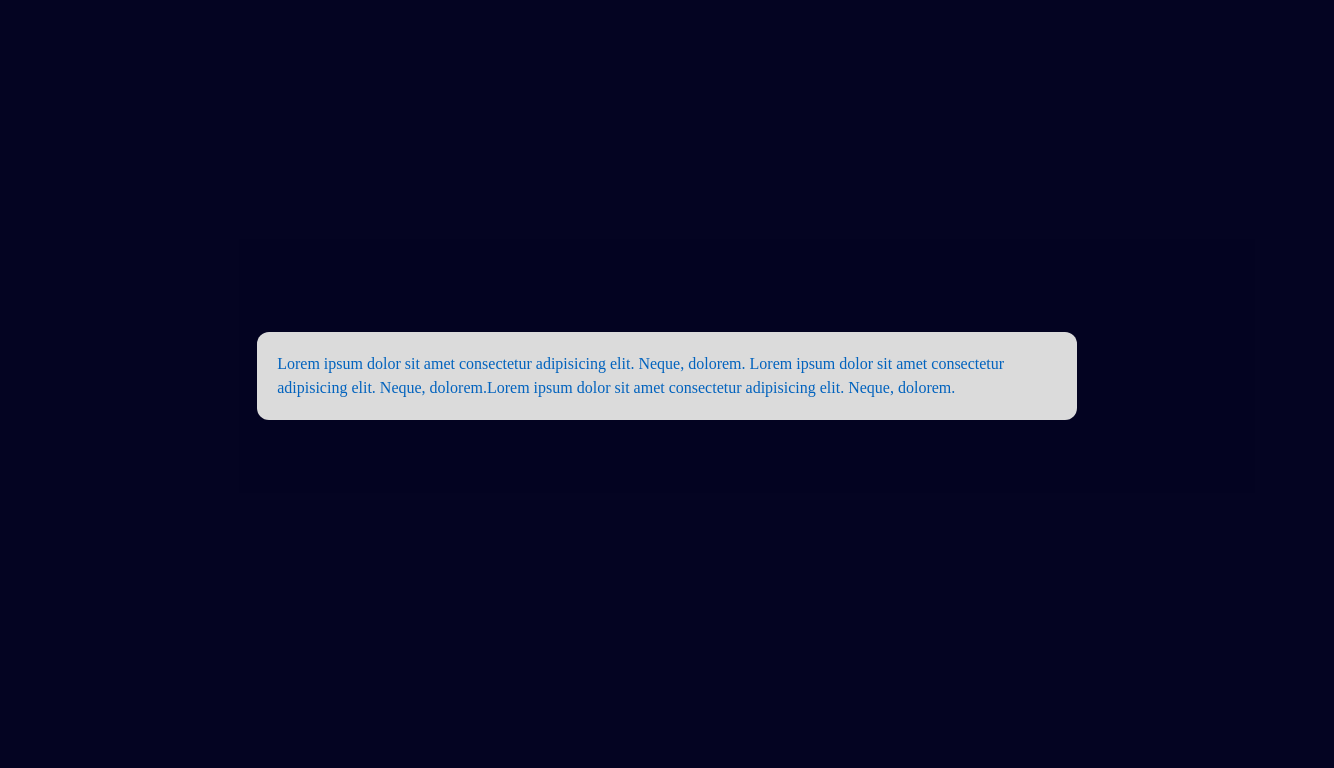 Lorem ipsum dolor sit amet consectetur adipisicing elit. Neque, dolorem. Lorem ipsum dolor sit amet consectetur
adipisicing elit. Neque, dolorem.Lorem ipsum dolor sit amet consectetur adipisicing elit. Neque, dolorem.